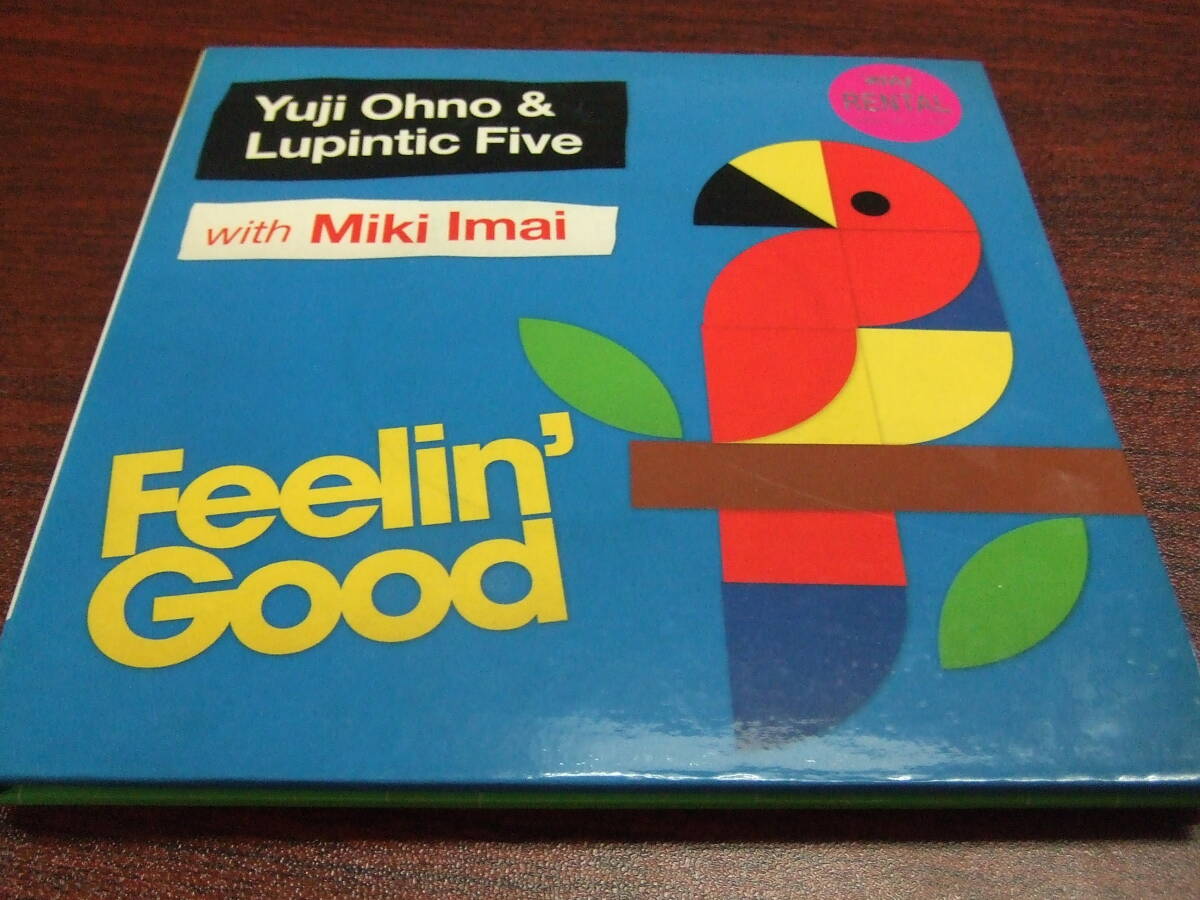 Yuji Ohno &
Lupintic Five
with Miki Imai
RENTAL
Feelin'
Good